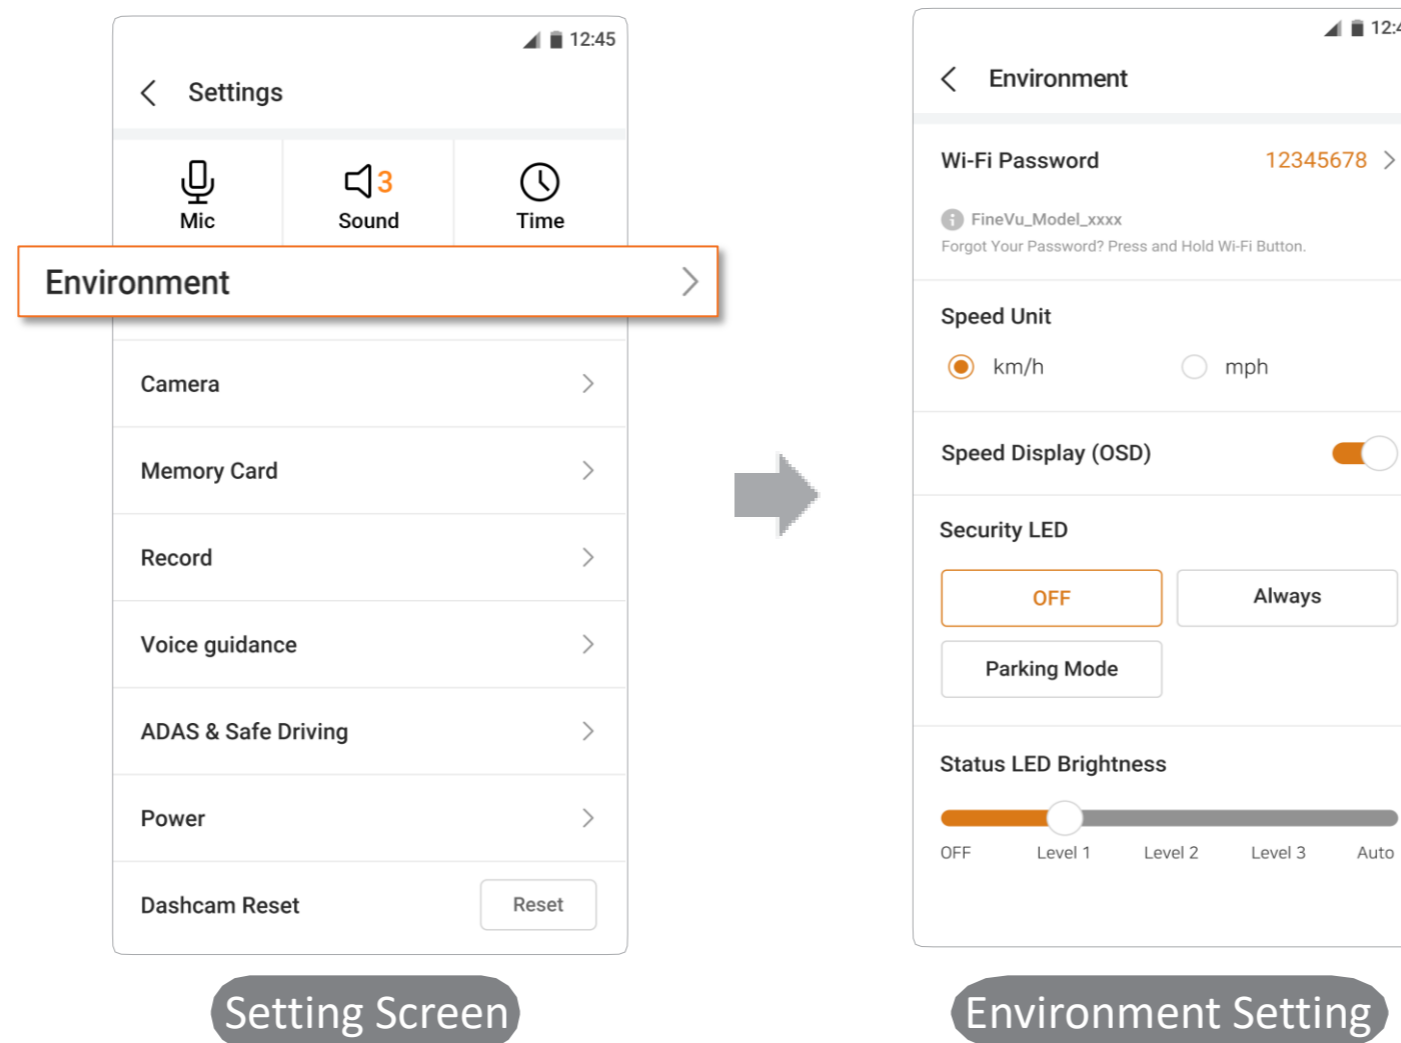 12:45
Settings
3
Mic Sound Time
Environment
Camera
Memory Card
Record
Voice guidance
ADAS & Safe Driving
Power
Dashcam Reset Reset
Setting Screen
12:4
Environment
Wi-Fi Password 12345678
FineVu_Model_xxxx
Forgot Your Password? Press and Hold Wi-Fi Button.
Speed Unit
km/h mph
Speed Display (OSD)
Security LED
OFF Always
Parking Mode
Status LED Brightness
OFF Level 1 Level 2 Level 3 Auto
Environment Setting